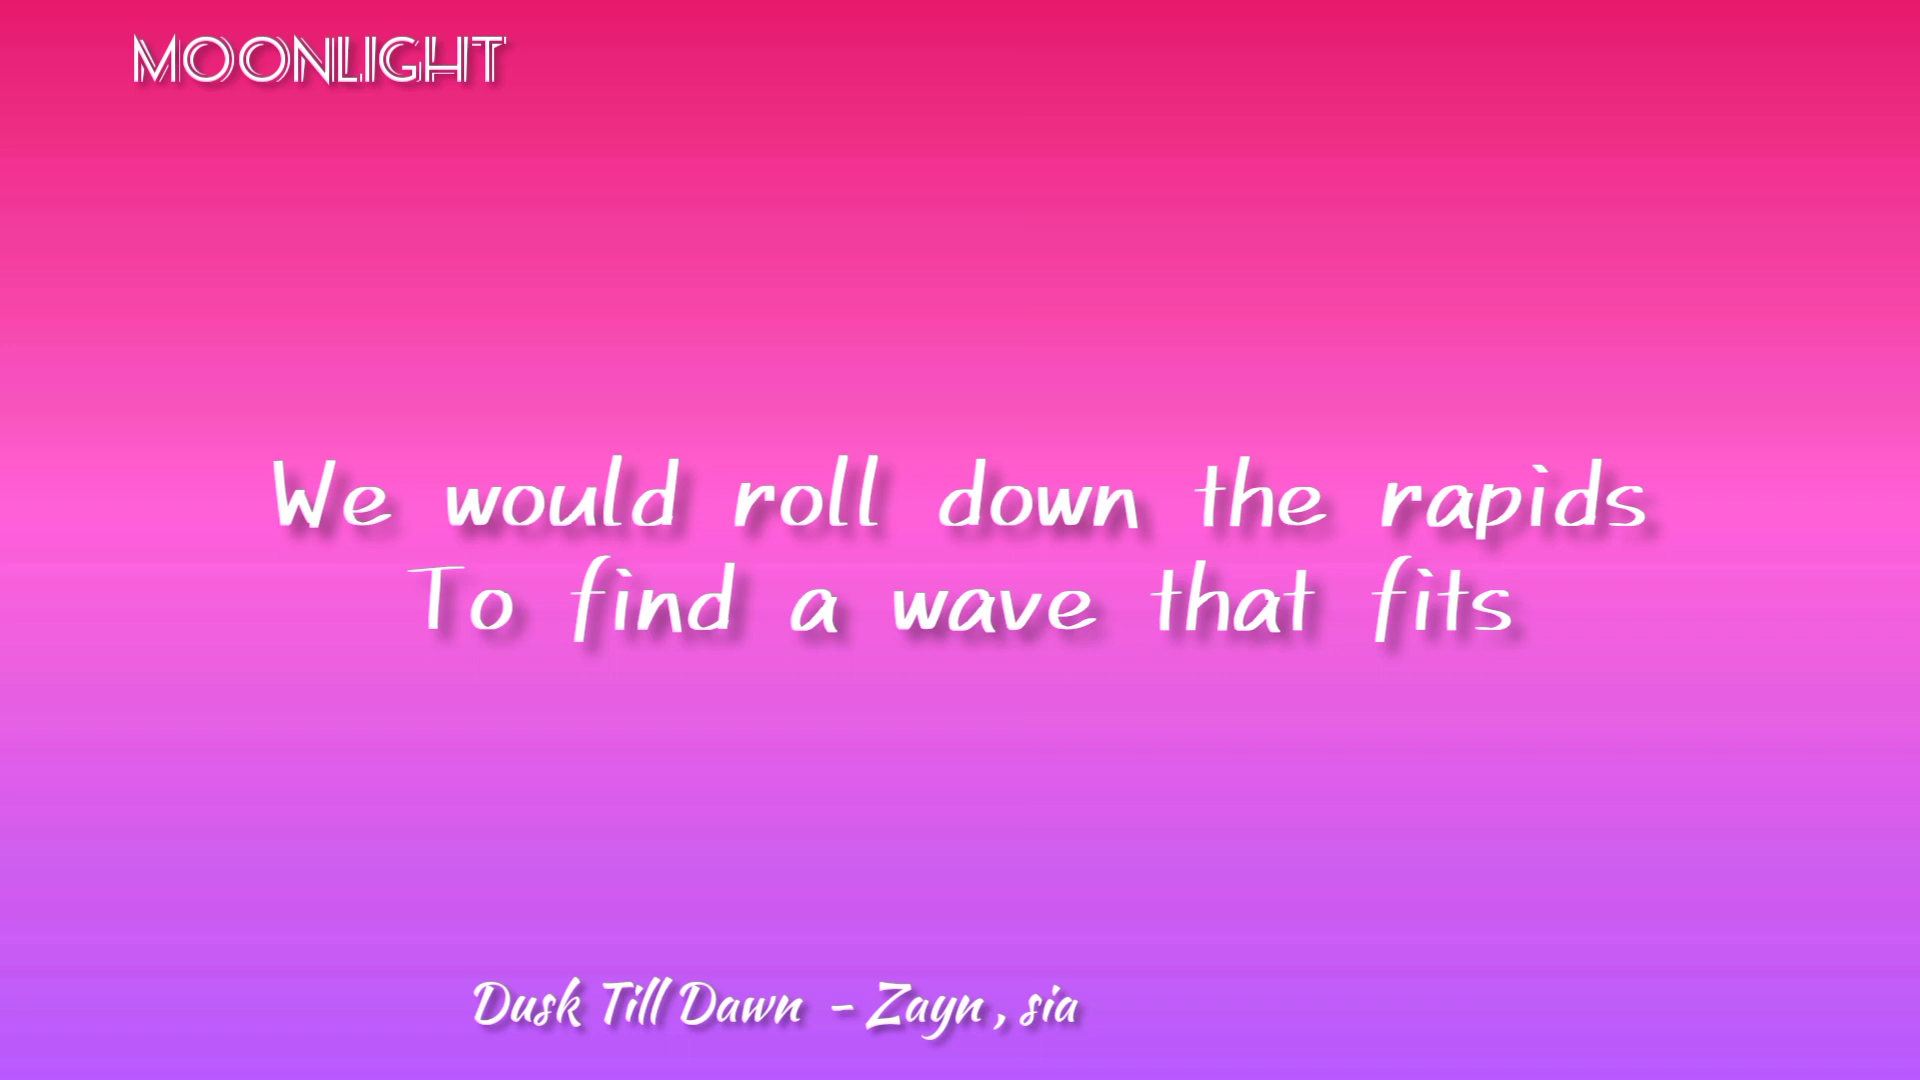 MOONLIGHT
We would roll down the rapids
To find a wave that fits
Dusk Till Dawn - Zayn , sia